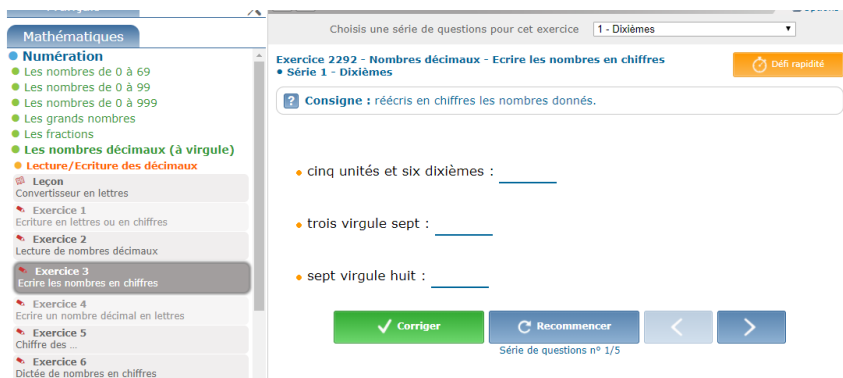 Mathématiques
Numération
Les nombres de 0 à 69
Les nombres de 0 à 99
Les nombres de 0 à 999
Les grands nombres
Les fractions
Les nombres décimaux (à virgule)
Lecture/Ecriture des décimaux
Leçon
Convertisseur en lettres
Exercice 1
Ecriture en lettres ou en chiffres
Exercice 2
Lecture de nombres décimaux
Exercice 3
Ecrire les nombres en chiffres
Exercice 4
Ecrire un nombre décimal en lettres
Exercice 5
Chiffre des ...
Exercice 6
Dictée de nombres en chiffres
Choisis une série de questions pour cet exercice 1 - Dixièmes
Exercice 2292 - Nombres décimaux - Ecrire les nombres en chiffres
• Série 1 - Dixièmes
Défi rapidité
? Consigne : réécris en chiffres les nombres donnés.
• cinq unités et six dixièmes :
• trois virgule sept :
• sept virgule huit :
Corriger
Recommencer
Série de questions n° 1/5